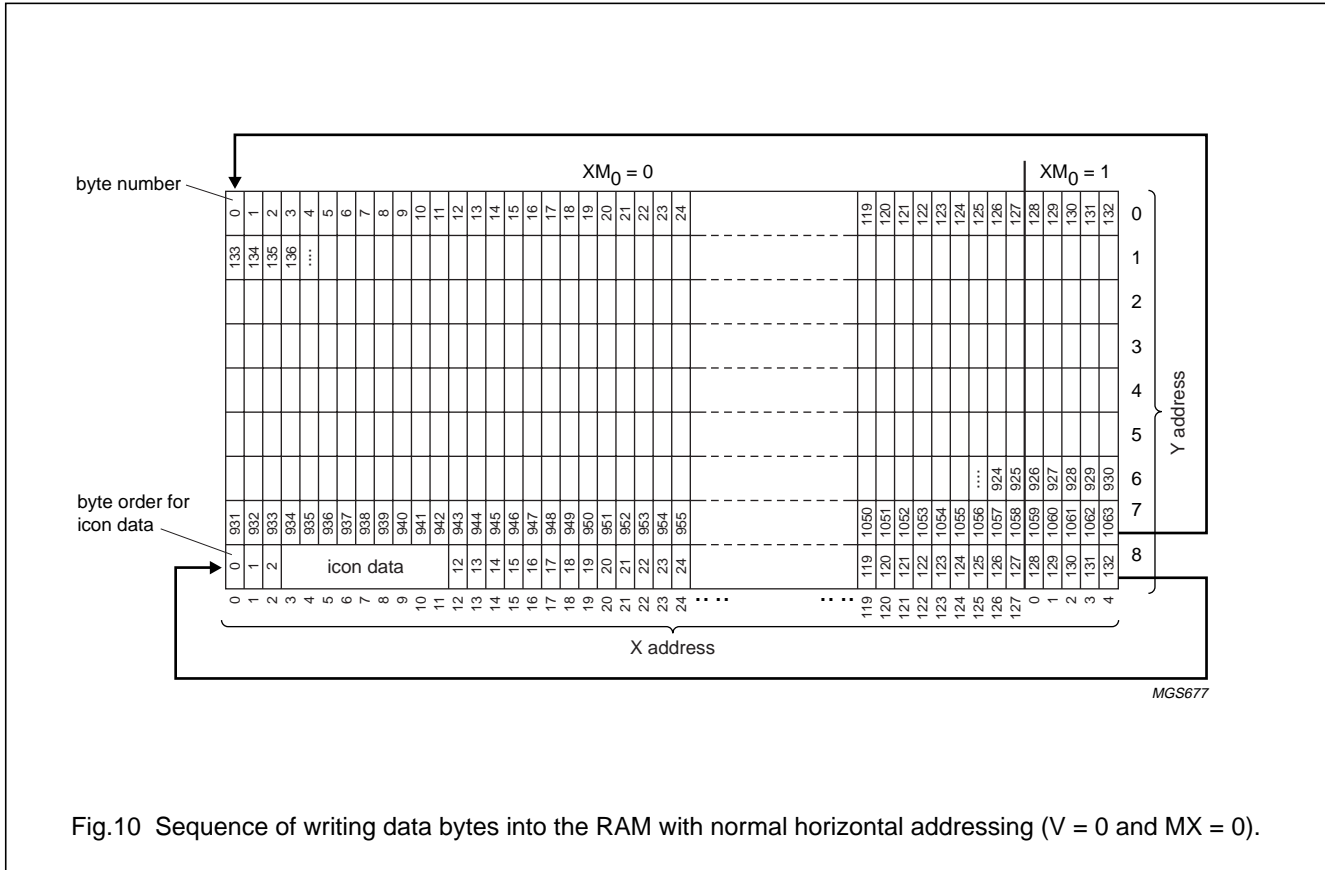 XM0 = 0 XM0 = 1
byte number
0 1 2 3 4 5 6 7 8 9 10 11 12 13 14 15 16 17 18 19 20 21 22 23 24 119 120 121 122 123 124 125 126 127 128 129 130 131 132 0
133 134 135 136 .... 1
2
3
4
5
Y address
.... 924 925 926 927 928 929 930 6
byte order for
icon data
931 932 933 934 935 936 937 938 939 940 941 942 943 944 945 946 947 948 949 950 951 952 953 954 955 1050 1051 1052 1053 1054 1055 1056 1057 1058 1059 1060 1061 1062 1063 7
0 1 2 icon data 12 13 14 15 16 17 18 19 20 21 22 23 24 119 120 121 122 123 124 125 126 127 128 129 130 131 132 8
0 1 2 3 4 5 6 7 8 9 10 11 12 13 14 15 16 17 18 19 20 21 22 23 24 .. .. .. .. 119 120 121 122 123 124 125 126 127 0 1 2 3 4
X address
MGS677
Fig.10 Sequence of writing data bytes into the RAM with normal horizontal addressing (V = 0 and MX = 0).